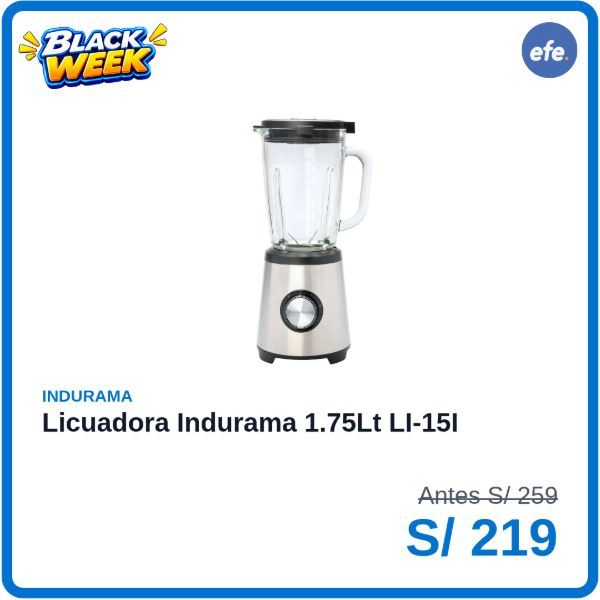 BLACK
WEEK
efe.
INDURAMA
Licuadora Indurama 1.75Lt LI-15I
Antes S/ 259
S/ 219